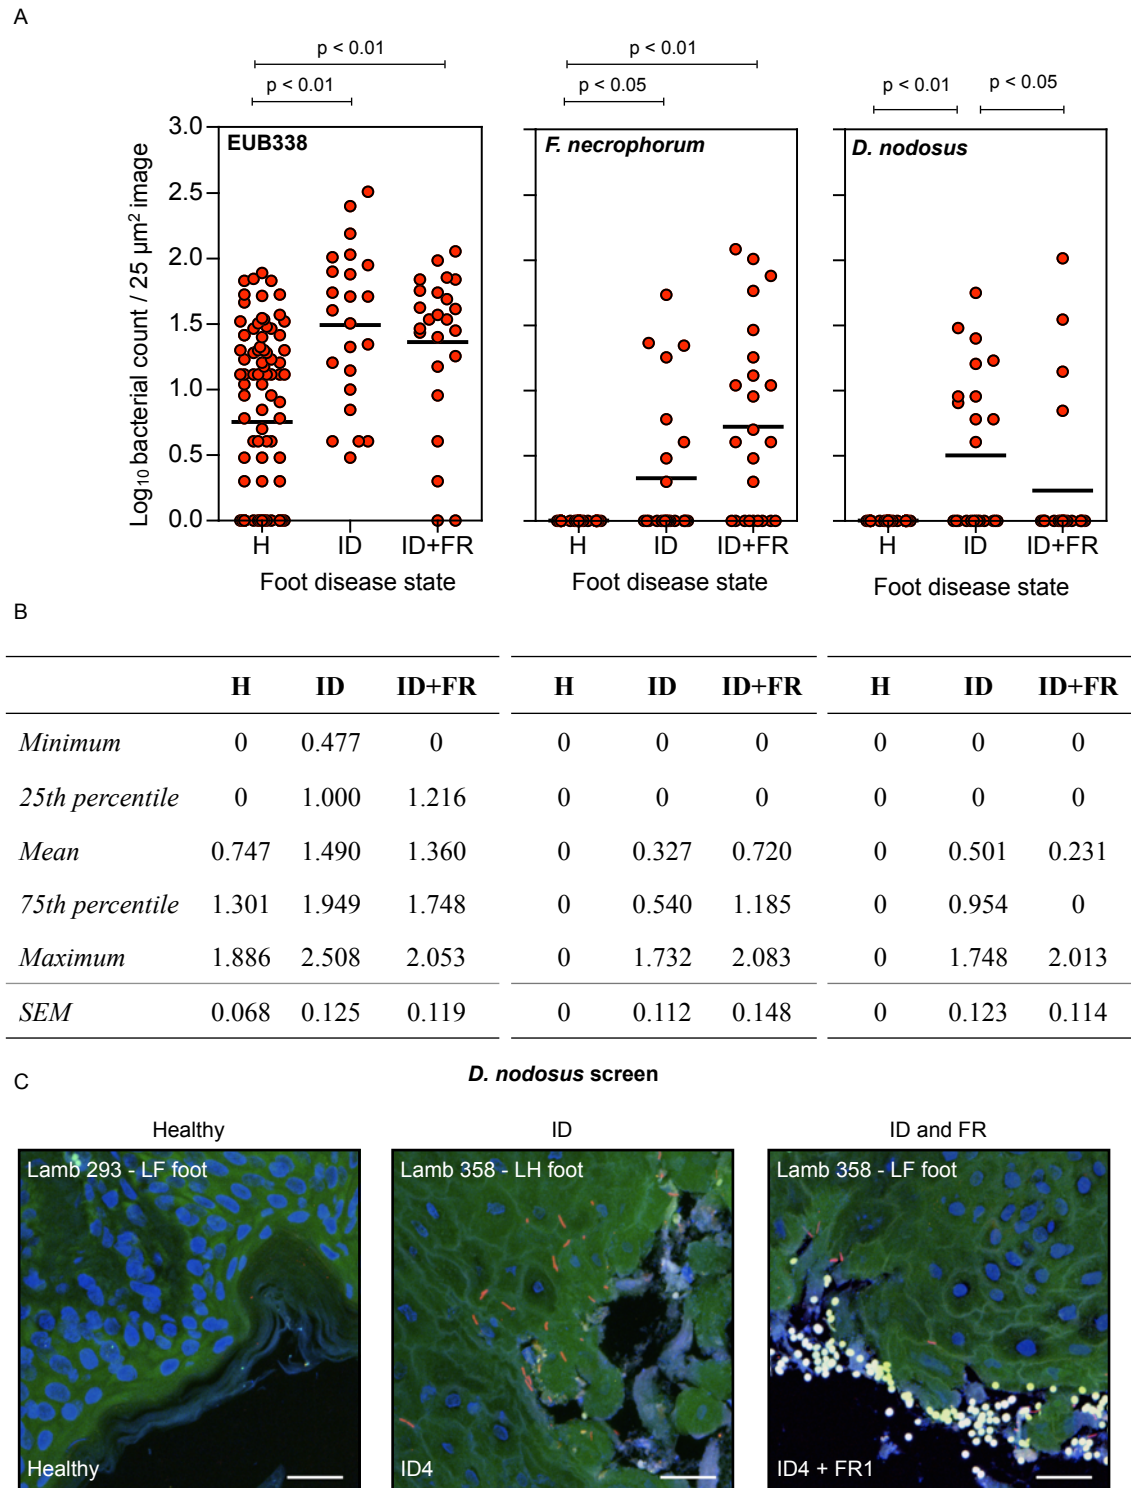 A
p < 0.01
p < 0.01
p < 0.01
p < 0.05
p < 0.01
p < 0.05
Log10 bacterial count / 25 µm² image
3.0
2.5
2.0
1.5
1.0
0.5
0.0
EUB338
F. necrophorum
D. nodosus
H ID ID+FR
H ID ID+FR
H ID ID+FR
Foot disease state
Foot disease state
Foot disease state
B
H ID ID+FR H ID ID+FR H ID ID+FR
Minimum 0 0.477 0 0 0 0 0 0 0
25th percentile 0 1.000 1.216 0 0 0 0 0 0
Mean 0.747 1.490 1.360 0 0.327 0.720 0 0.501 0.231
75th percentile 1.301 1.949 1.748 0 0.540 1.185 0 0.954 0
Maximum 1.886 2.508 2.053 0 1.732 2.083 0 1.748 2.013
SEM 0.068 0.125 0.119 0 0.112 0.148 0 0.123 0.114
C
D. nodosus screen
Healthy
ID
ID and FR
Lamb 293 - LF foot
Lamb 358 - LH foot
Lamb 358 - LF foot
Healthy
ID4
ID4 + FR1